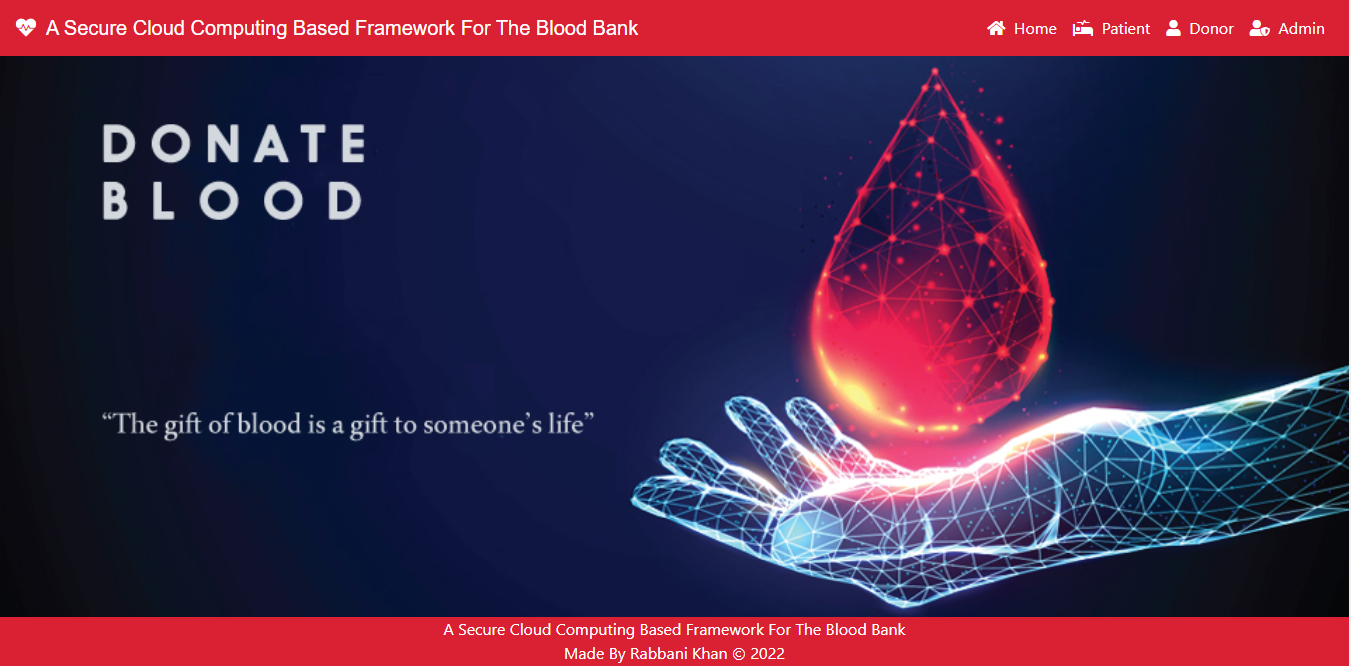 A Secure Cloud Computing Based Framework For The Blood Bank
Home Patient Donor Admin
DONATE
BLOOD
“The gift of blood is a gift to someone’s life”
A Secure Cloud Computing Based Framework For The Blood Bank
Made By Rabbani Khan © 2022